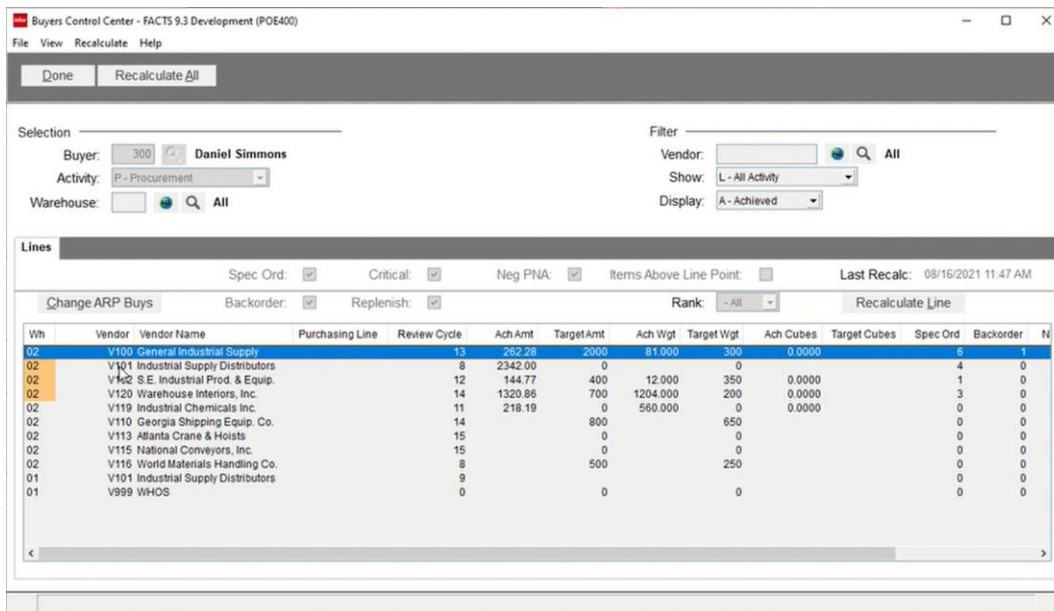 infor Buyers Control Center - FACTS 9.3 Development (POE400)
File View Recalculate Help
Done Recalculate All
Selection Filter
Buyer: 300 Daniel Simmons Vendor: All
Activity: P - Procurement Show: L - All Activity
Warehouse: All Display: A - Achieved
Lines
Spec Ord: Critical: Neg PNA: Items Above Line Point: Last Recalc: 08/16/2021 11:47 AM
Change ARP Buys Backorder: Replenish: Rank: - All Recalculate Line
Wh Vendor Vendor Name Purchasing Line Review Cycle Ach Amt Target Amt Ach Wgt Target Wgt Ach Cubes Target Cubes Spec Ord Backorder N
02 V100 General Industrial Supply 13 262.28 2000 81.000 300 0.0000 6 1
02 V101 Industrial Supply Distributors 8 2342.00 0 0 4 0
02 V102 S.E. Industrial Prod. & Equip. 12 144.77 400 12.000 350 0.0000 1 0
02 V120 Warehouse Interiors, Inc. 14 1320.86 700 1204.000 200 0.0000 3 0
02 V119 Industrial Chemicals Inc. 11 218.19 0 560.000 0 0.0000 0 0
02 V110 Georgia Shipping Equip. Co. 14 800 650 0 0
02 V113 Atlanta Crane & Hoists 15 0 0 0 0
02 V115 National Conveyors, Inc. 15 0 0 0 0
02 V116 World Materials Handling Co. 8 500 250 0 0
01 V101 Industrial Supply Distributors 9 0 0
01 V999 WHOS 0 0 0 0 0